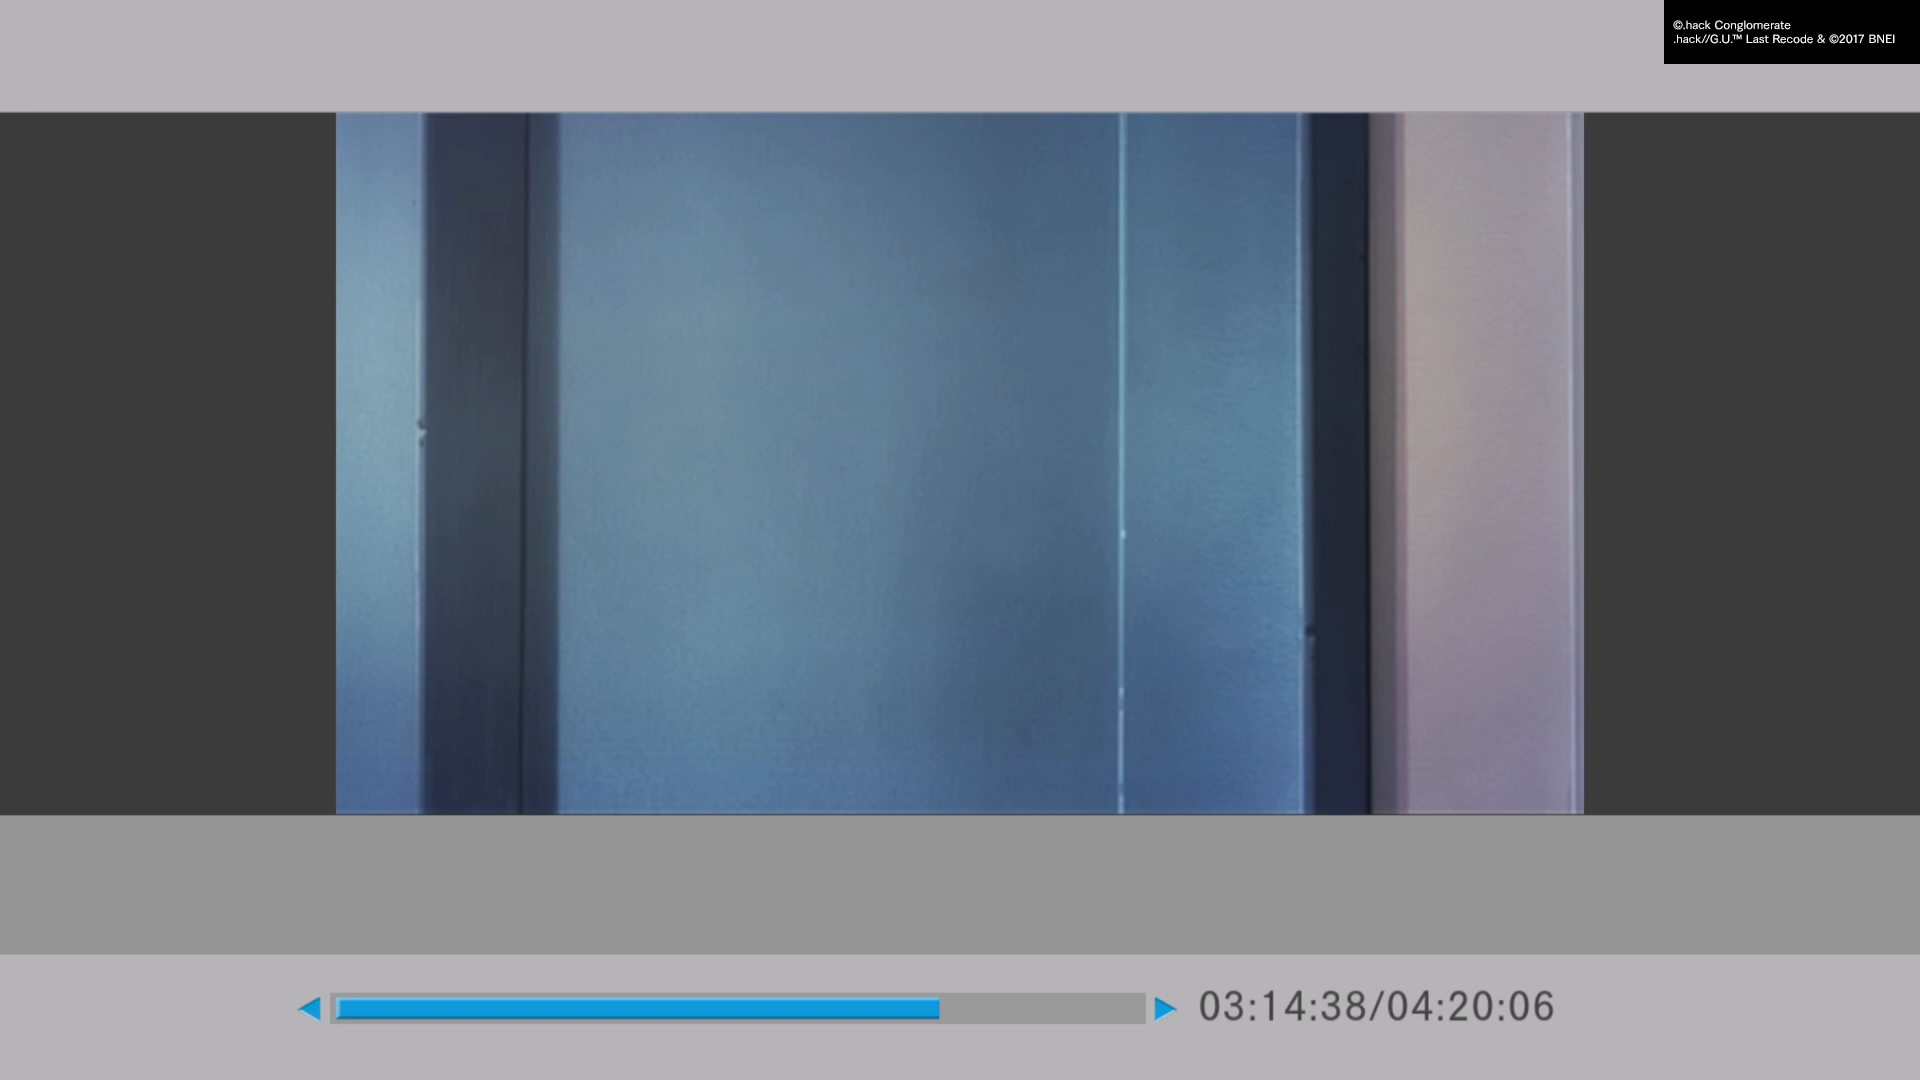 ©.hack Conglomerate
.hack//G.U.™ Last Recode & ©2017 BNEI
03:14:38/04:20:06